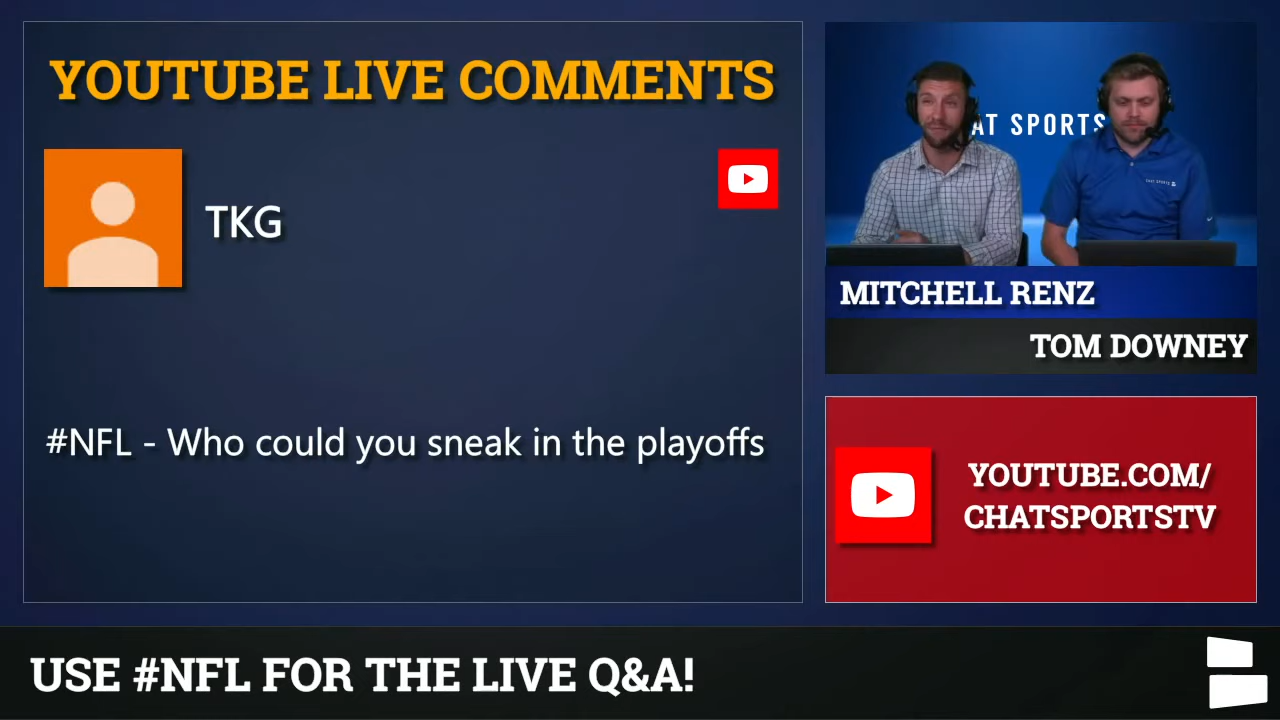 YOUTUBE LIVE COMMENTS
TKG
#NFL - Who could you sneak in the playoffs
AT SPORTS
MITCHELL RENZ
TOM DOWNEY
YOUTUBE.COM/
CHATSPORTSTV
USE #NFL FOR THE LIVE Q&A!